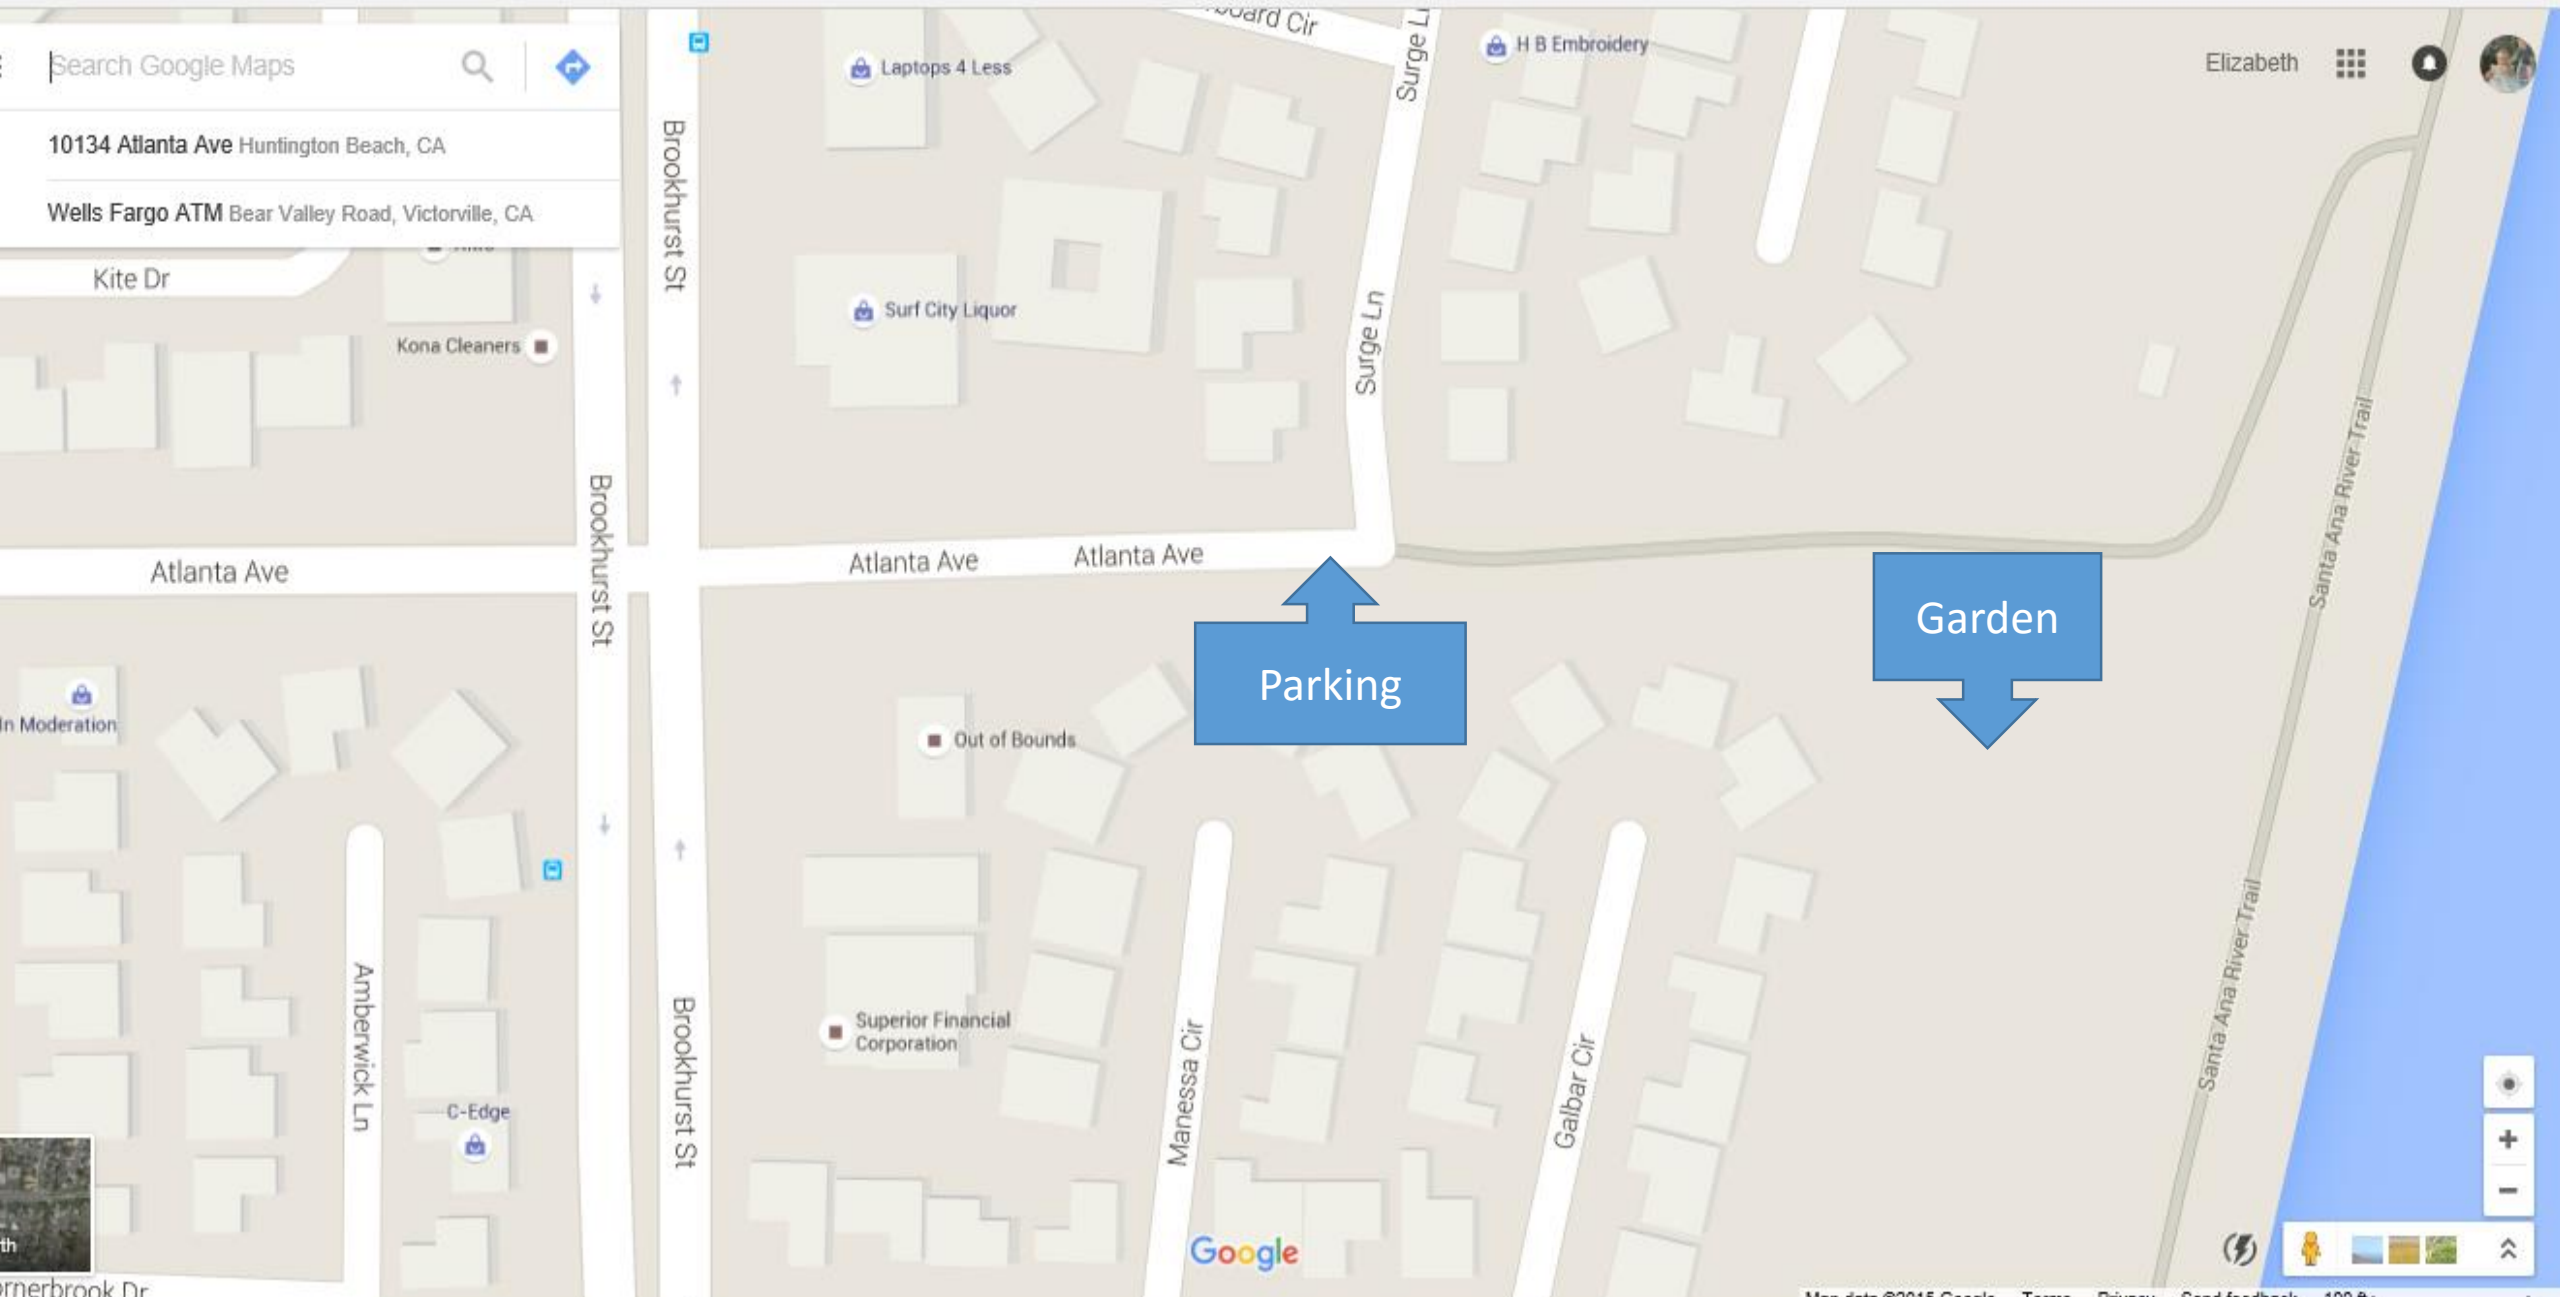 Search Google Maps
10134 Atlanta Ave Huntington Beach, CA
Wells Fargo ATM Bear Valley Road, Victorville, CA
Elizabeth
Laptops 4 Less
Surge Ln
H B Embroidery
Brookhurst St
Kite Dr
Surf City Liquor
Kona Cleaners
Surge Ln
Santa Ana River Trail
Brookhurst St
Atlanta Ave
Atlanta Ave
Atlanta Ave
Garden
Parking
In Moderation
Out of Bounds
Santa Ana River Trail
Amberwick Ln
Brookhurst St
Superior Financial
Corporation
Manessa Cir
Galbar Cir
C-Edge
Google